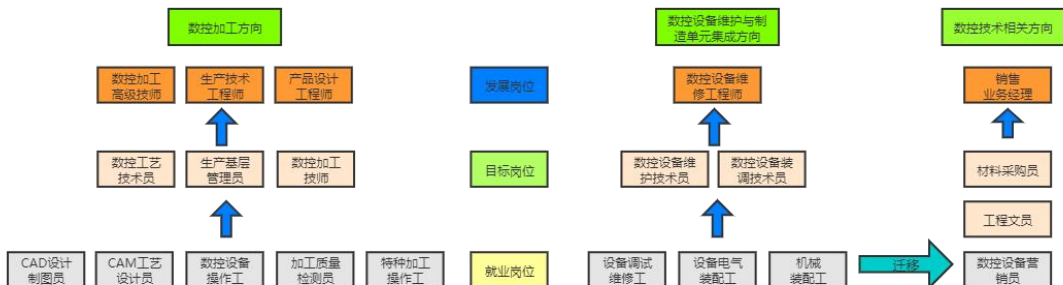 数控加工方向
数控设备维护与制
造单元集成方向
数控技术相关方向
数控加工
高级技师
生产技术
工程师
产品设计
工程师
发展岗位
数控设备维
修工程师
销售
业务经理
数控工艺
技术员
生产基层
管理员
数控加工
技师
目标岗位
数控设备维
护技术员
数控设备装
调技术员
材料采购员
工程文员
CAD设计
制图员
CAM工艺
设计员
数控设备
操作工
加工质量
检测员
特种加工
操作工
就业岗位
设备调试
维修工
设备电气
装配工
机械
装配工
迁移
数控设备营
销员